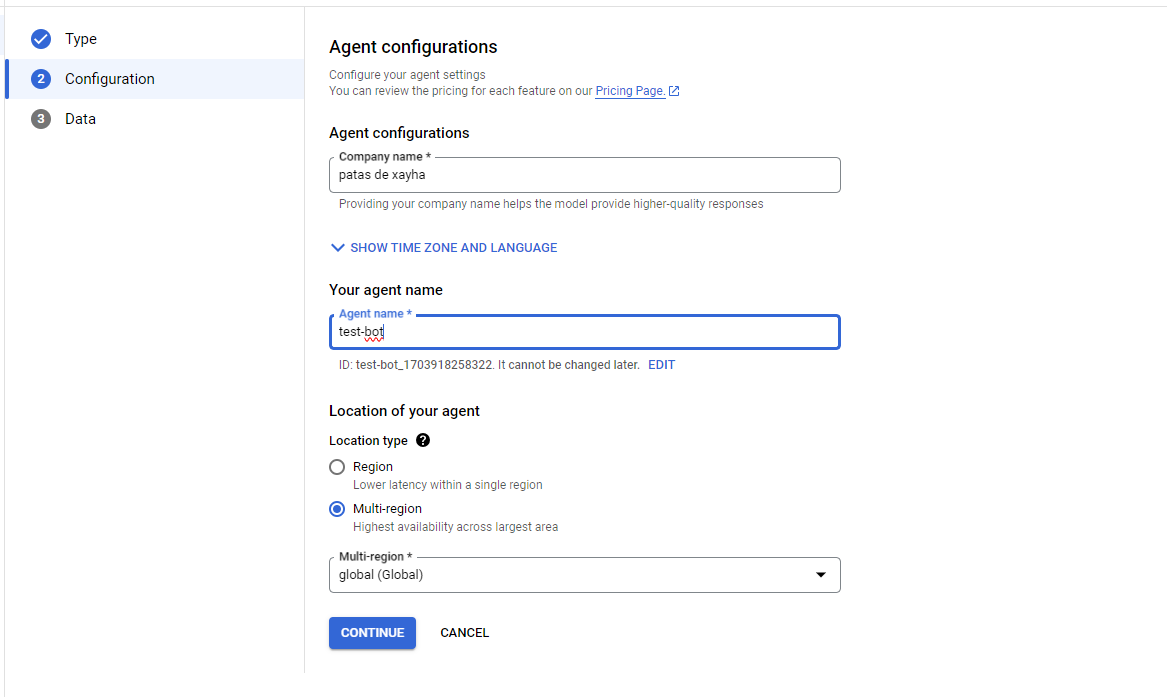 Type
2
Configuration
3
Data
Agent configurations
Configure your agent settings
You can review the pricing for each feature on our Pricing Page.
Agent configurations
Company name *
patas de xayha
Providing your company name helps the model provide higher-quality responses
SHOW TIME ZONE AND LANGUAGE
Your agent name
Agent name *
test-bot
ID: test-bot_1703918258322. It cannot be changed later. EDIT
Location of your agent
Location type ?
Region
Lower latency within a single region
Multi-region
Highest availability across largest area
Multi-region *
global (Global)
CONTINUE CANCEL